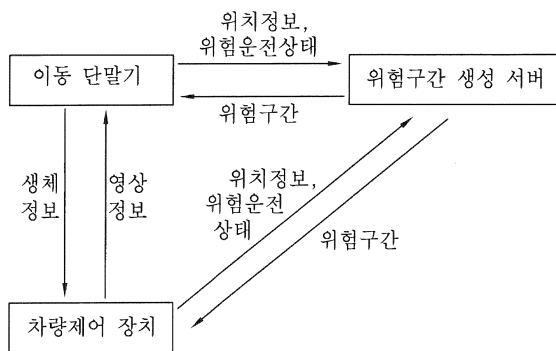 위치정보,
위험운전상태
이동 단말기
위험구간 생성 서버
위험구간
생체
정보
영상
정보
위치정보,
위험운전
상태
위험구간
차량제어 장치